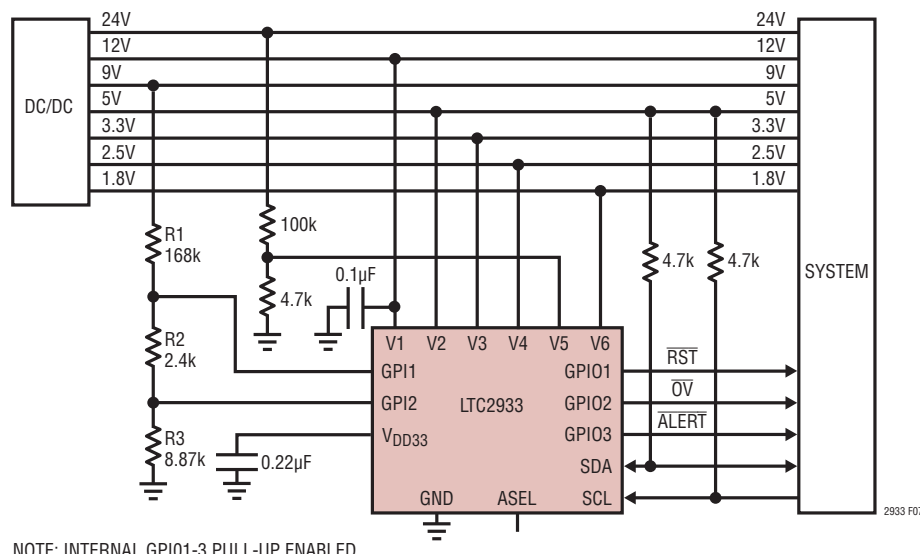 24V
12V
9V
5V
3.3V
2.5V
1.8V
DC/DC
24V
12V
9V
5V
3.3V
2.5V
1.8V
SYSTEM
R1
168k
R2
2.4k
R3
8.87k
100k
4.7k
0.1µF
4.7k
4.7k
0.22µF
V1 V2 V3 V4 V5 V6
GPI1
GPI2
VDD33
LTC2933
GPIO1
GPIO2
GPIO3
SDA
SCL
GND
ASEL
RST
OV
ALERT
2933 F07
NOTE: INTERNAL GPI01-3 PULL-UP ENABLED